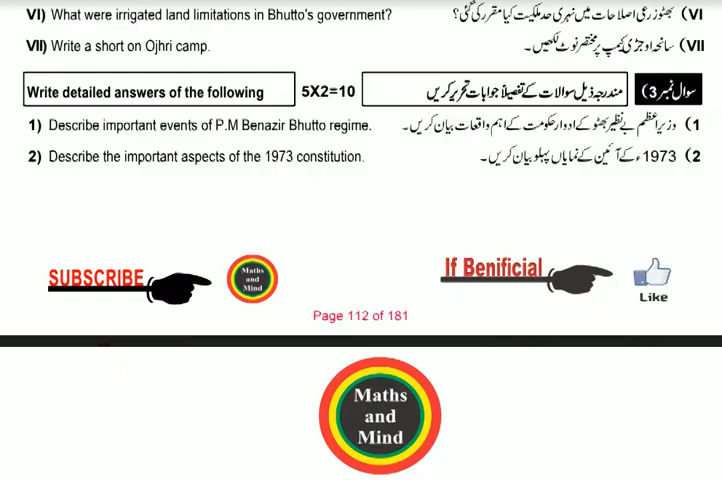 VI) What were irrigated land limitations in Bhutto's government? VI) بھٹو زرعی اصلاحات میں نہری حد ملکیت کیا مقرر کی گئی؟
VII) Write a short on Ojhri camp. VII) سانحہ اوجڑی کیمپ پر مختصر نوٹ لکھیں۔
Write detailed answers of the following 5X2=10 مندرجہ ذیل سوالات کے تفصیلاً جوابات تحریر کریں سوال نمبر 3)
1) Describe important events of P.M Benazir Bhutto regime. 1) وزیراعظم بے نظیر بھٹو کے ادوار حکومت کے اہم واقعات بیان کریں۔
2) Describe the important aspects of the 1973 constitution. 2) 1973ء کے آئین کے نمایاں پہلو بیان کریں۔
SUBSCRIBE
Maths
and
Mind
If Benificial
Like
Page 112 of 181
Maths
and
Mind